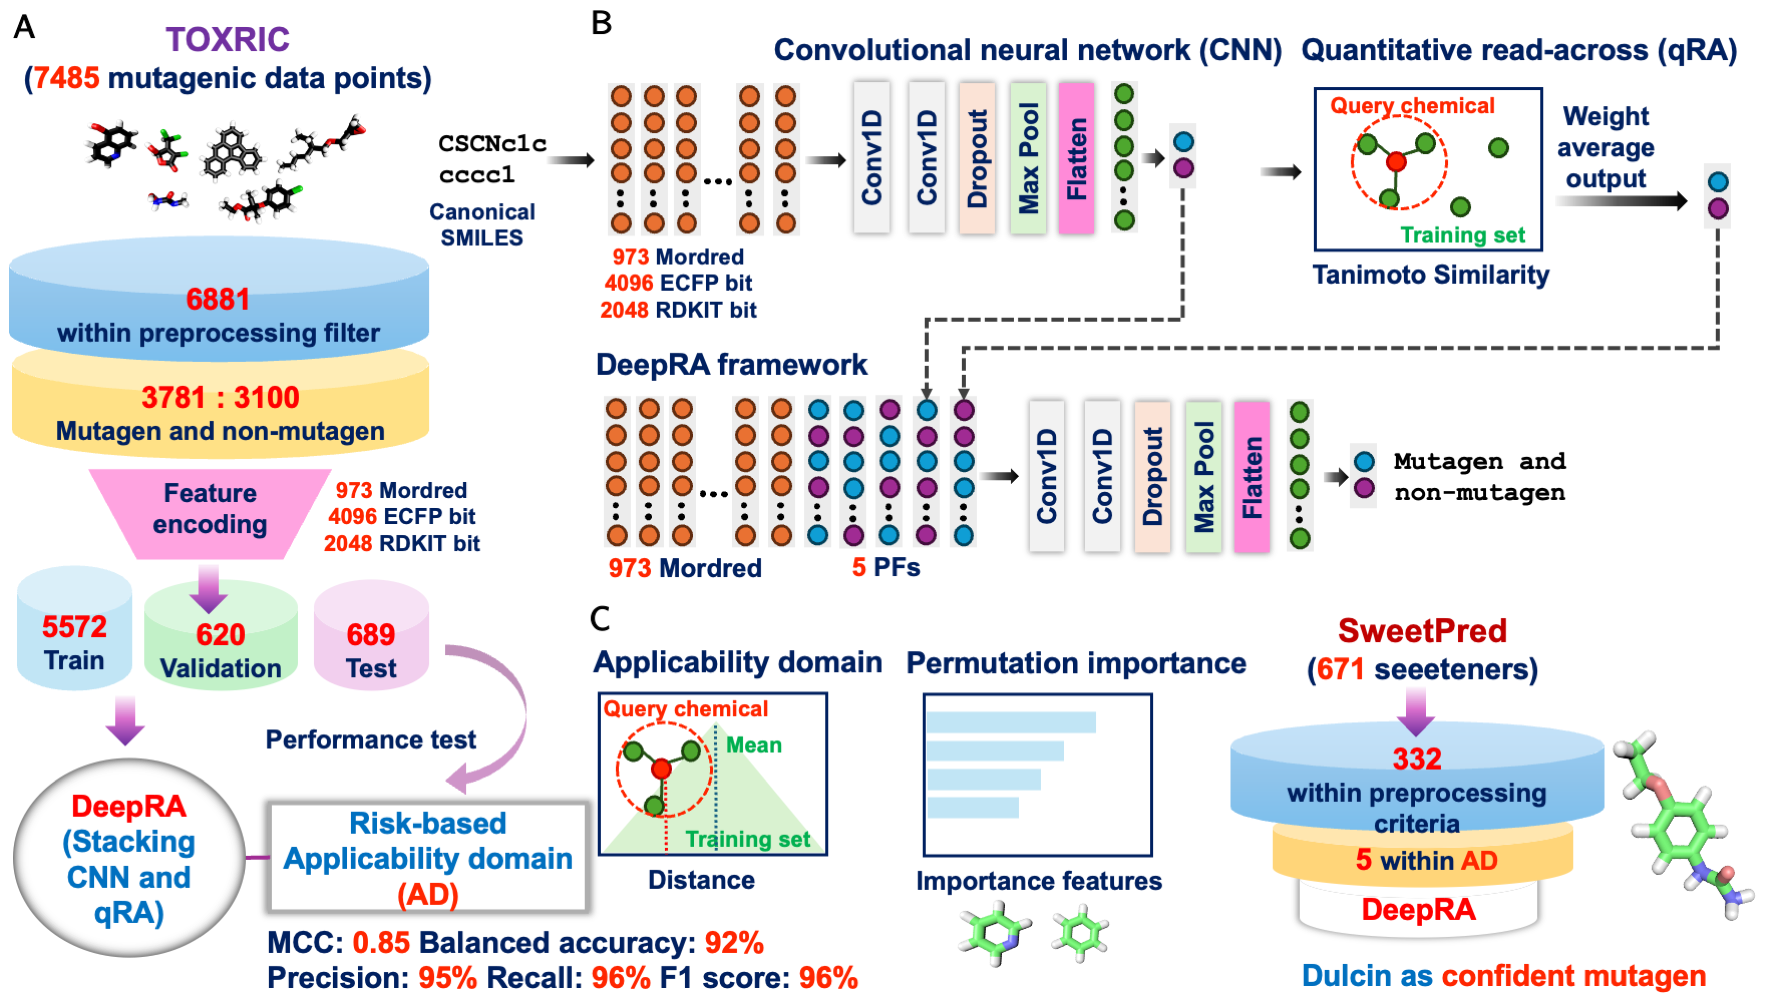 A
TOXRIC
(7485 mutagenic data points)
6881
within preprocessing filter
3781 : 3100
Mutagen and non-mutagen
Feature
encoding
973 Mordred
4096 ECFP bit
2048 RDKIT bit
5572
Train
620
Validation
689
Test
Performance test
DeepRA
(Stacking
CNN and
qRA)
Risk-based
Applicability domain
(AD)
MCC: 0.85 Balanced accuracy: 92%
Precision: 95% Recall: 96% F1 score: 96%
B
Convolutional neural network (CNN)
Quantitative read-across (qRA)
CSCNc1c
cccc1
Canonical
SMILES
973 Mordred
4096 ECFP bit
2048 RDKIT bit
Conv1D
Conv1D
Dropout
Max Pool
Flatten
Query chemical
Training set
Tanimoto Similarity
Weight
average
output
DeepRA framework
973 Mordred
5 PFs
Conv1D
Conv1D
Dropout
Max Pool
Flatten
Mutagen and
non-mutagen
C
Applicability domain
Query chemical
Mean
Training set
Distance
Permutation importance
Importance features
SweetPred
(671 seeeteners)
332
within preprocessing
criteria
5 within AD
DeepRA
Dulcin as confident mutagen